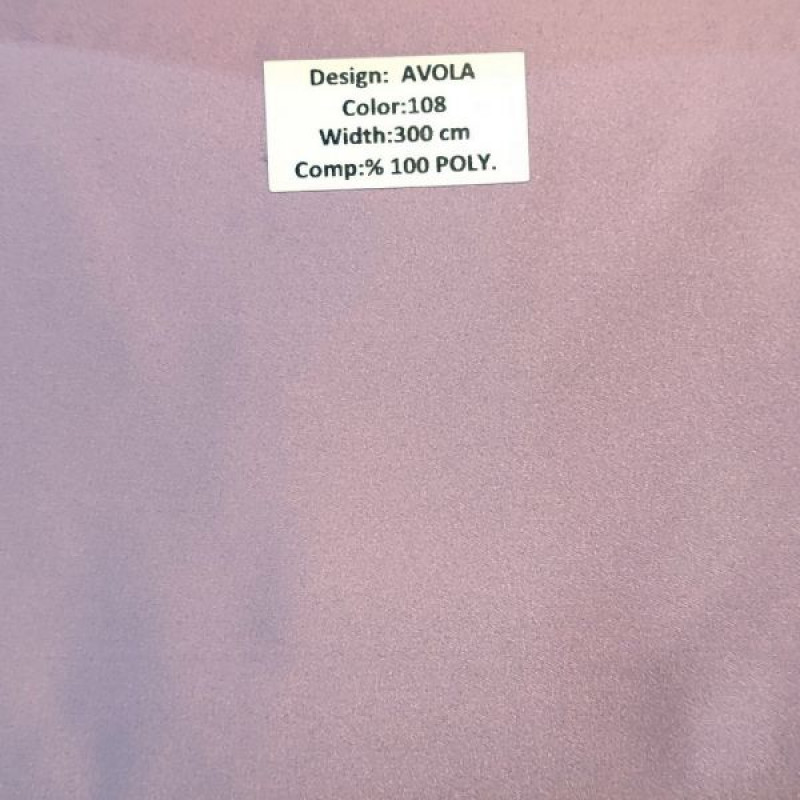 Design: AVOLA
Color:108
Width:300 cm
Comp:% 100 POLY.